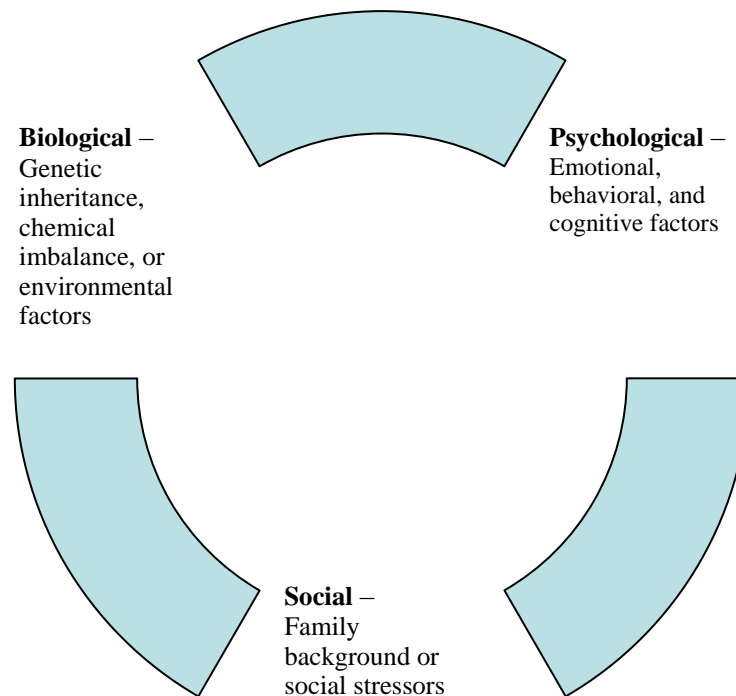 Biological –
Genetic
inheritance,
chemical
imbalance, or
environmental
factors
Psychological –
Emotional,
behavioral, and
cognitive factors
Social –
Family
background or
social stressors